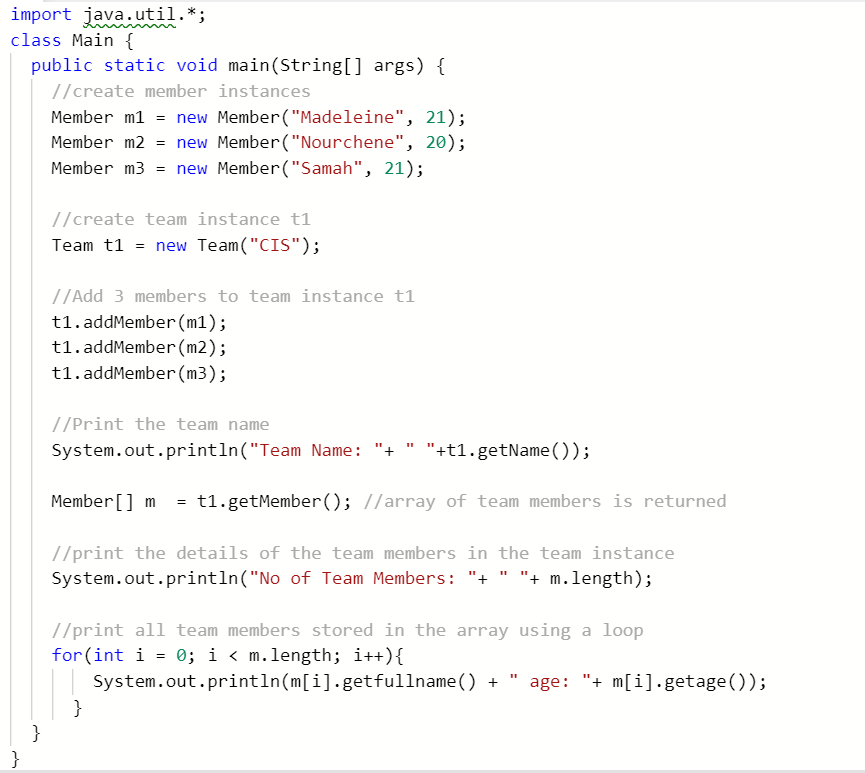 import java.util.*;
class Main {
  public static void main(String[] args) {
    //create member instances
    Member m1 = new Member("Madeleine", 21);
    Member m2 = new Member("Nourchene", 20);
    Member m3 = new Member("Samah", 21);

    //create team instance t1
    Team t1 = new Team("CIS");

    //Add 3 members to team instance t1
    t1.addMember(m1);
    t1.addMember(m2);
    t1.addMember(m3);

    //Print the team name
    System.out.println("Team Name: "+ " "+t1.getName());

    Member[] m  = t1.getMember(); //array of team members is returned

    //print the details of the team members in the team instance
    System.out.println("No of Team Members: "+ " "+ m.length);

    //print all team members stored in the array using a loop
    for(int i = 0; i < m.length; i++){
        System.out.println(m[i].getfullname() + " age: "+ m[i].getage());
      }
  }
}